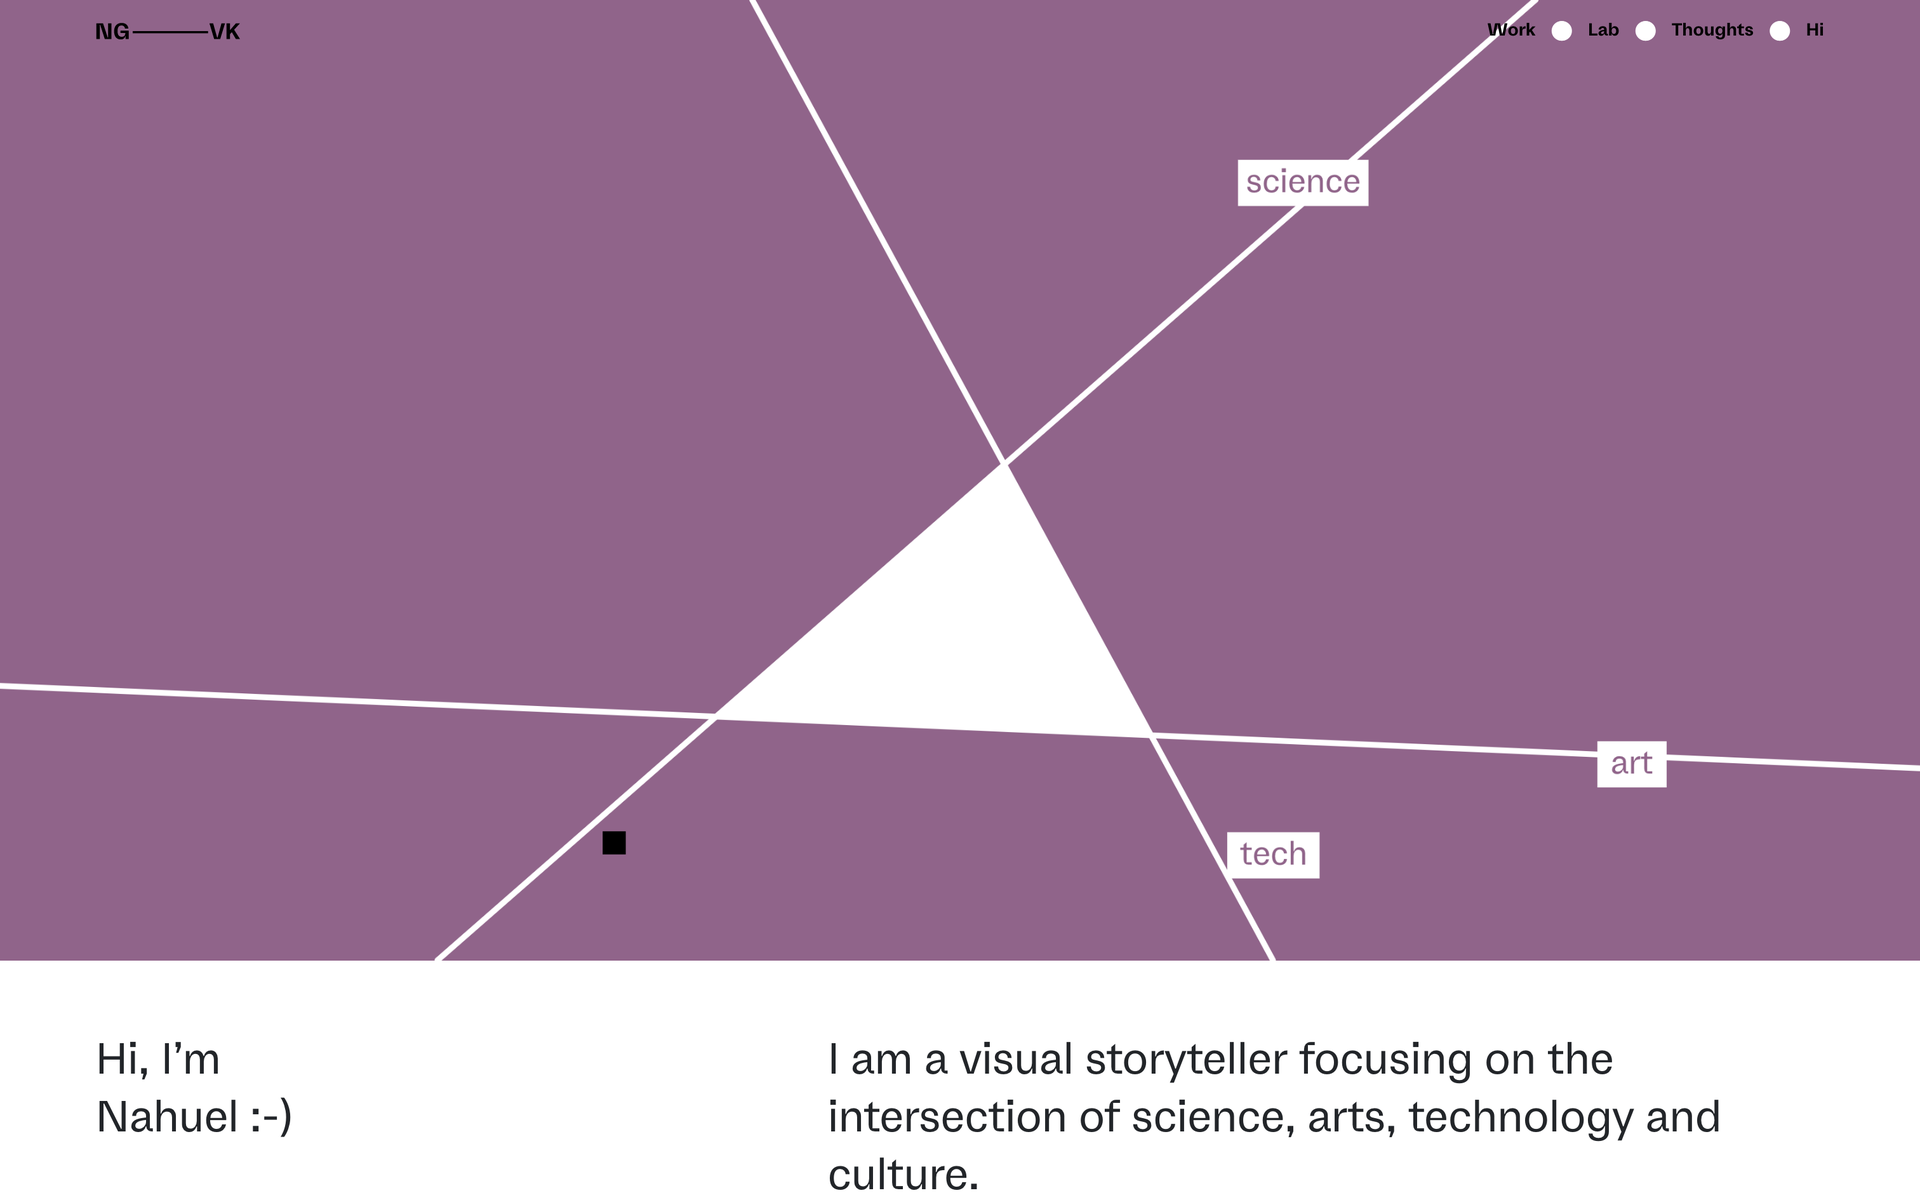 NG VK
Work Lab Thoughts Hi
science
art
tech
Hi, I’m
Nahuel :-)
I am a visual storyteller focusing on the
intersection of science, arts, technology and
culture.